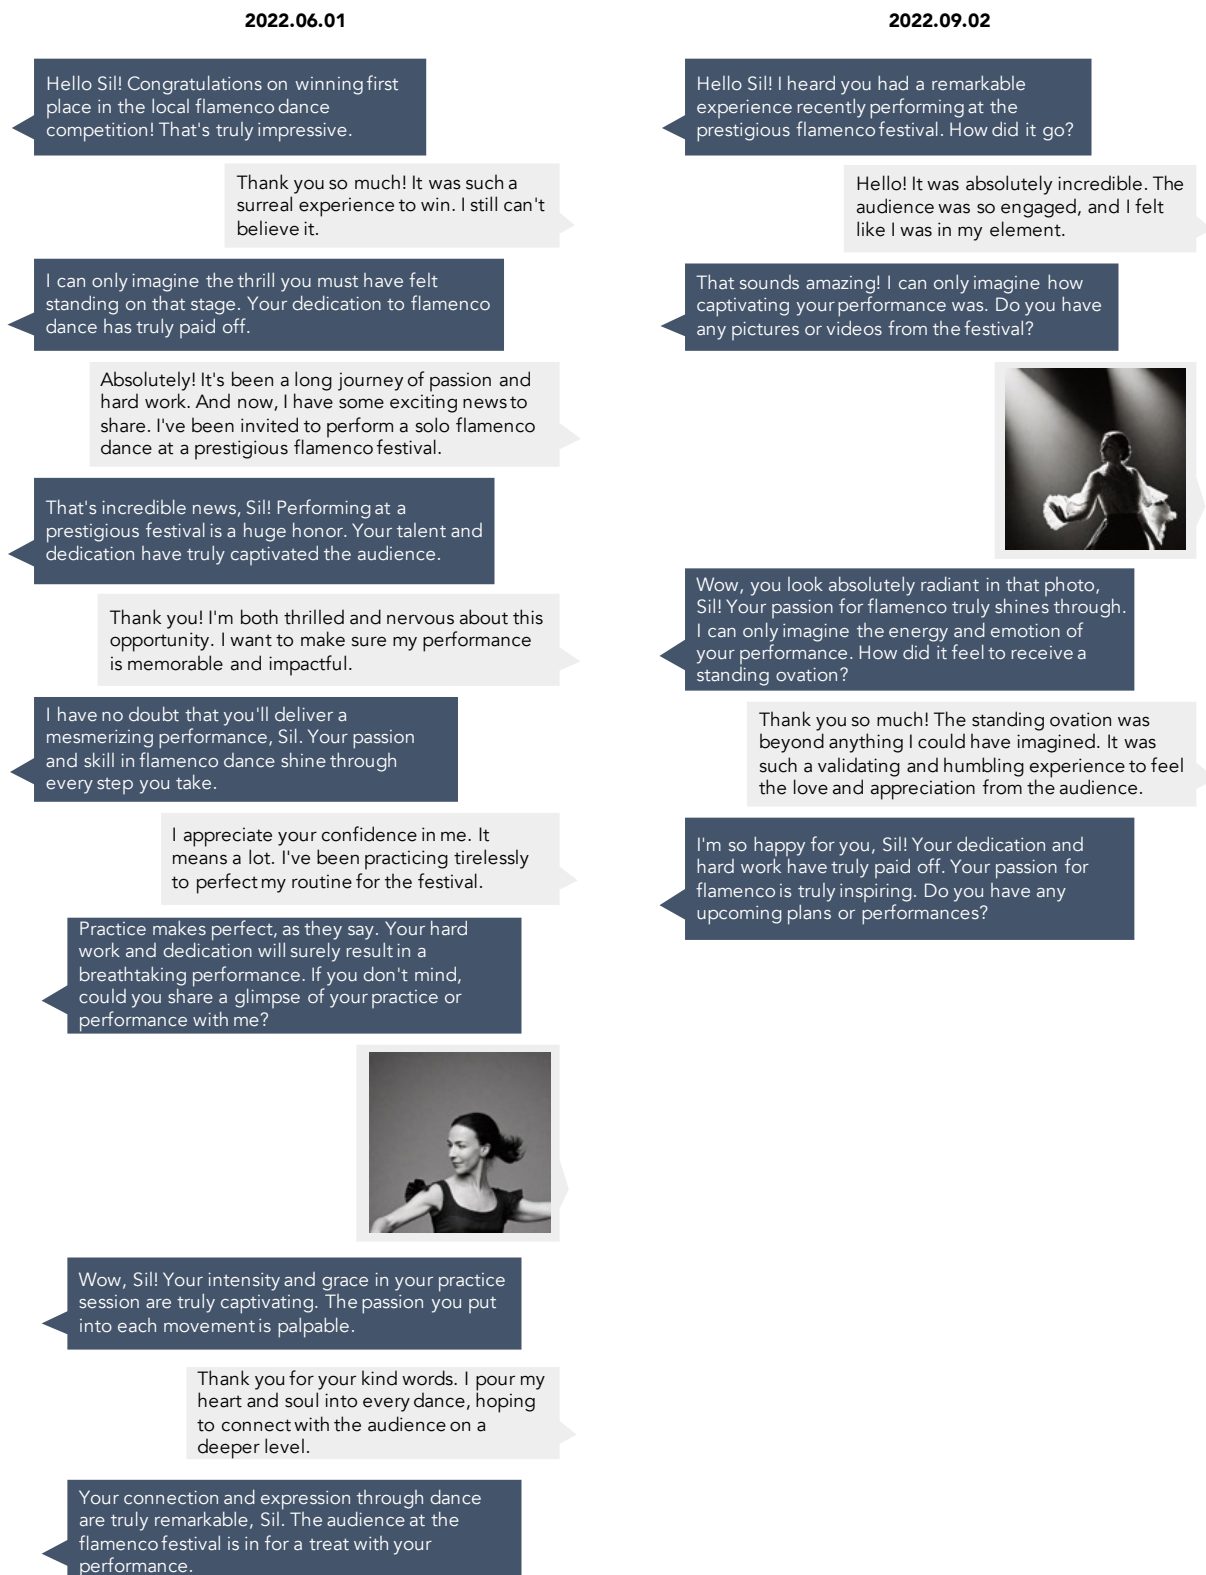 2022.06.01
Hello Sil! Congratulations on winning first
place in the local flamenco dance
competition! That's truly impressive.
Thank you so much! It was such a
surreal experience to win. I still can't
believe it.
I can only imagine the thrill you must have felt
standing on that stage. Your dedication to flamenco
dance has truly paid off.
Absolutely! It's been a long journey of passion and
hard work. And now, I have some exciting news to
share. I've been invited to perform a solo flamenco
dance at a prestigious flamenco festival.
That's incredible news, Sil! Performing at a
prestigious festival is a huge honor. Your talent and
dedication have truly captivated the audience.
Thank you! I'm both thrilled and nervous about this
opportunity. I want to make sure my performance
is memorable and impactful.
I have no doubt that you'll deliver a
mesmerizing performance, Sil. Your passion
and skill in flamenco dance shine through
every step you take.
I appreciate your confidence in me. It
means a lot. I've been practicing tirelessly
to perfect my routine for the festival.
Practice makes perfect, as they say. Your hard
work and dedication will surely result in a
breathtaking performance. If you don't mind,
could you share a glimpse of your practice or
performance with me?
Wow, Sil! Your intensity and grace in your practice
session are truly captivating. The passion you put
into each movement is palpable.
Thank you for your kind words. I pour my
heart and soul into every dance, hoping
to connect with the audience on a
deeper level.
Your connection and expression through dance
are truly remarkable, Sil. The audience at the
flamenco festival is in for a treat with your
performance.
2022.09.02
Hello Sil! I heard you had a remarkable
experience recently performing at the
prestigious flamenco festival. How did it go?
Hello! It was absolutely incredible. The
audience was so engaged, and I felt
like I was in my element.
That sounds amazing! I can only imagine how
captivating your performance was. Do you have
any pictures or videos from the festival?
Wow, you look absolutely radiant in that photo,
Sil! Your passion for flamenco truly shines through.
I can only imagine the energy and emotion of
your performance. How did it feel to receive a
standing ovation?
Thank you so much! The standing ovation was
beyond anything I could have imagined. It was
such a validating and humbling experience to feel
the love and appreciation from the audience.
I'm so happy for you, Sil! Your dedication and
hard work have truly paid off. Your passion for
flamenco is truly inspiring. Do you have any
upcoming plans or performances?